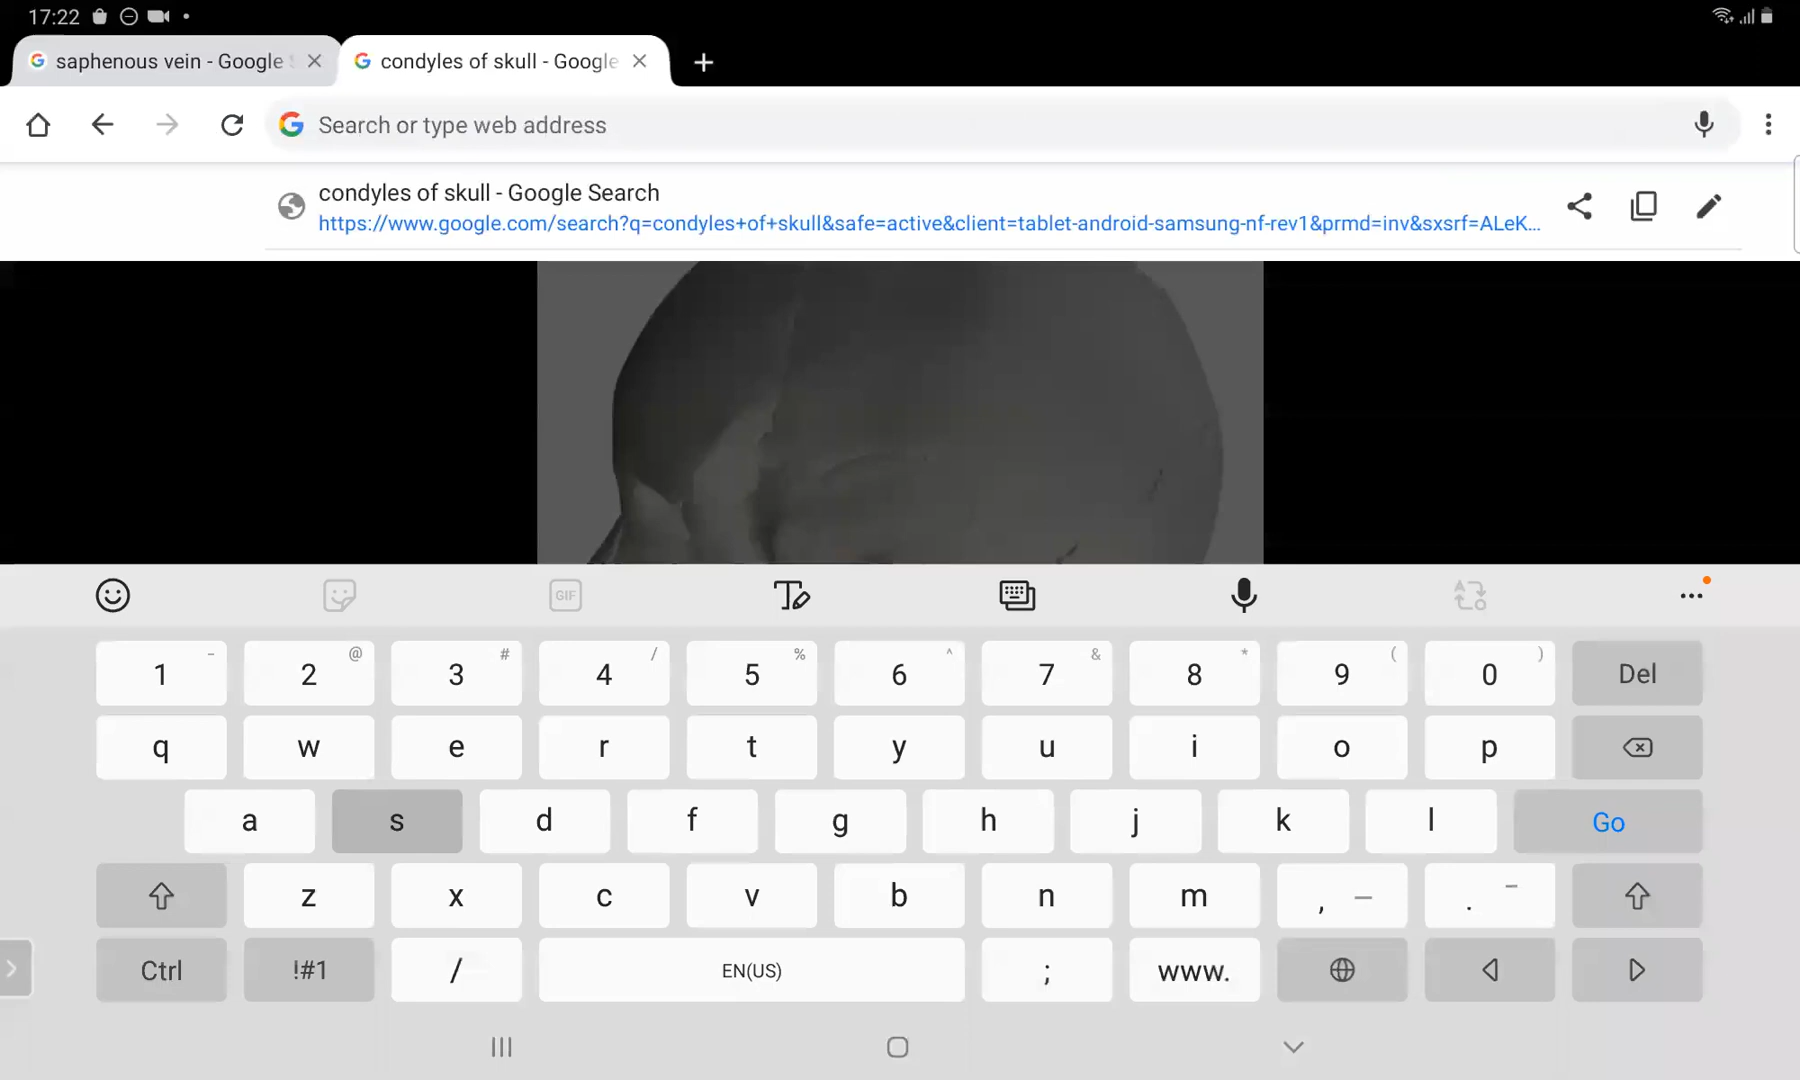 17:22
saphenous vein - Google S
condyles of skull - Google
Search or type web address
condyles of skull - Google Search
https://www.google.com/search?q=condyles+of+skull&safe=active&client=tablet-android-samsung-nf-rev1&prmd=inv&sxsrf=ALeK...
GIF
1 - 2 @ 3 # 4 / 5 % 6 ^ 7 & 8 * 9 ( 0 ) Del
q w e r t y u i o p
a s d f g h j k l Go
z x c v b n m , .
Ctrl !#1 / EN(US) ; www.